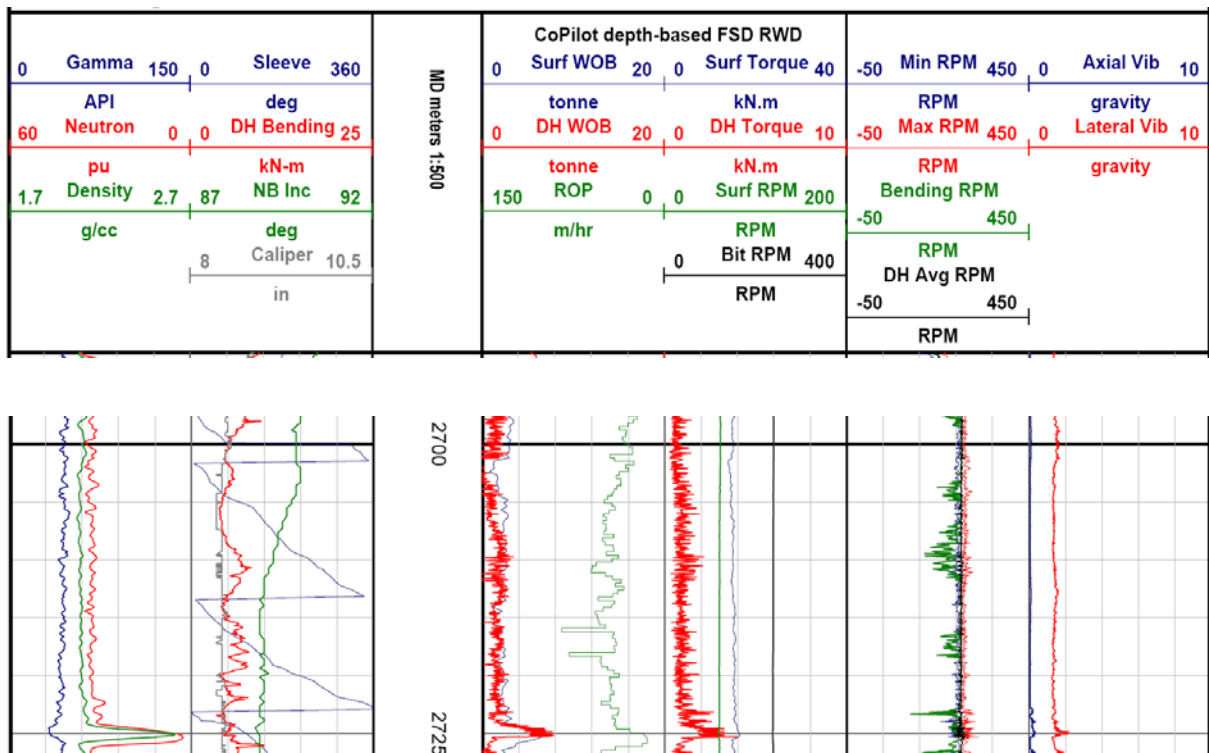 CoPilot depth-based FSD RWD
0 Gamma 150 0 Sleeve 360 0 Surf WOB 20 0 Surf Torque 40 -50 Min RPM 450 0 Axial Vib 10
API deg tonne kN.m RPM gravity
60 Neutron 0 0 DH Bending 25 0 DH WOB 20 0 DH Torque 10 -50 Max RPM 450 0 Lateral Vib 10
pu kN-m tonne kN.m RPM gravity
1.7 Density 2.7 87 NB Inc 92 150 ROP 0 0 Surf RPM 200 Bending RPM
-50 450
g/cc deg m/hr RPM RPM
8 Caliper 10.5 0 Bit RPM 400 DH Avg RPM
in RPM -50 450
RPM
MD meters 1:500
2700
2725